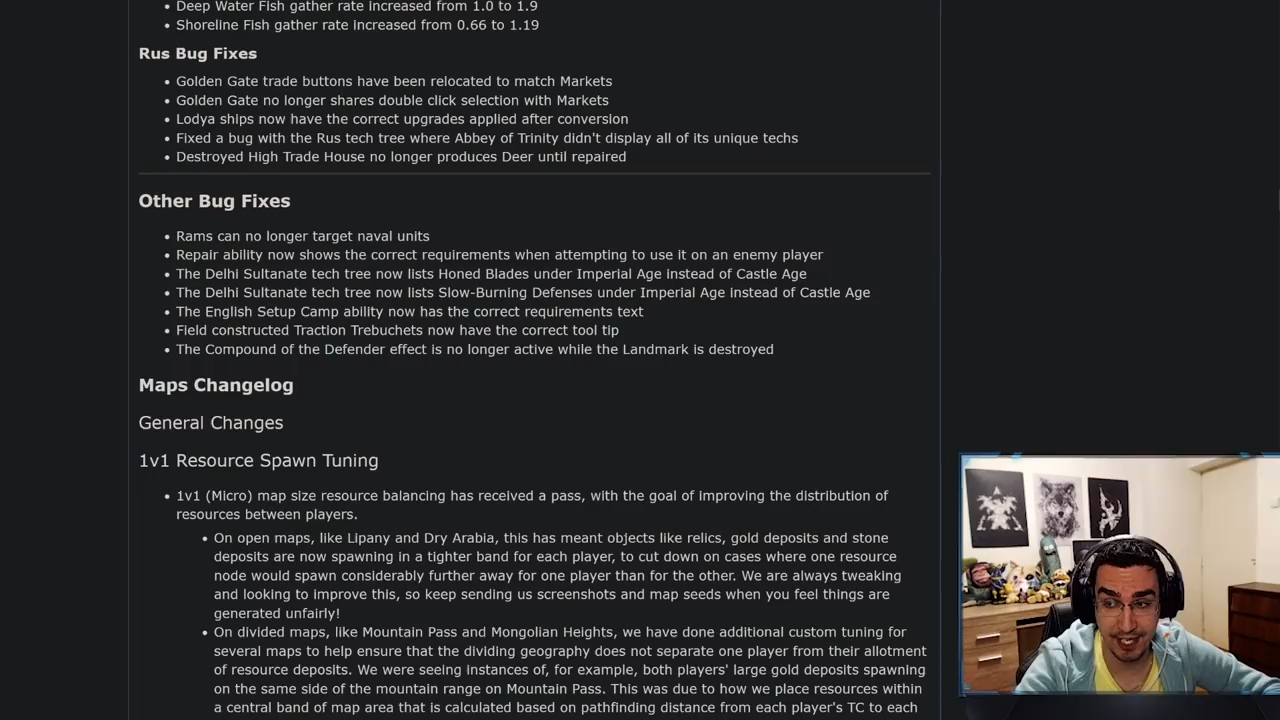 Deep Water Fish gather rate increased from 1.0 to 1.9
Shoreline Fish gather rate increased from 0.66 to 1.19
Rus Bug Fixes
Golden Gate trade buttons have been relocated to match Markets
Golden Gate no longer shares double click selection with Markets
Lodya ships now have the correct upgrades applied after conversion
Fixed a bug with the Rus tech tree where Abbey of Trinity didn't display all of its unique techs
Destroyed High Trade House no longer produces Deer until repaired
Other Bug Fixes
Rams can no longer target naval units
Repair ability now shows the correct requirements when attempting to use it on an enemy player
The Delhi Sultanate tech tree now lists Honed Blades under Imperial Age instead of Castle Age
The Delhi Sultanate tech tree now lists Slow-Burning Defenses under Imperial Age instead of Castle Age
The English Setup Camp ability now has the correct requirements text
Field constructed Traction Trebuchets now have the correct tool tip
The Compound of the Defender effect is no longer active while the Landmark is destroyed
Maps Changelog
General Changes
1v1 Resource Spawn Tuning
1v1 (Micro) map size resource balancing has received a pass, with the goal of improving the distribution of
resources between players.
On open maps, like Lipany and Dry Arabia, this has meant objects like relics, gold deposits and stone
deposits are now spawning in a tighter band for each player, to cut down on cases where one resource
node would spawn considerably further away for one player than for the other. We are always tweaking
and looking to improve this, so keep sending us screenshots and map seeds when you feel things are
generated unfairly!
On divided maps, like Mountain Pass and Mongolian Heights, we have done additional custom tuning for
several maps to help ensure that the dividing geography does not separate one player from their allotment
of resource deposits. We were seeing instances of, for example, both players' large gold deposits spawning
on the same side of the mountain range on Mountain Pass. This was due to how we place resources within
a central band of map area that is calculated based on pathfinding distance from each player's TC to each